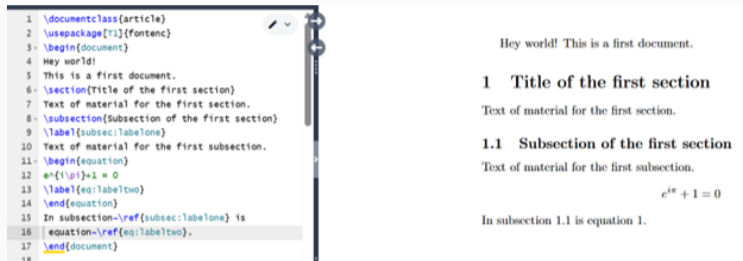 1 \documentclass{article}
2 \usepackage[T1]{fontenc}
3 \begin{document}
4 Hey world!
5 This is a first document.
6 \section{Title of the first section}
7 Text of material for the first section.
8 \subsection{Subsection of the first section}
9 \label{subsec:labelone}
10 Text of material for the first subsection.
11 \begin{equation}
12 e^{i\pi}+1 = 0
13 \label{eq:labeltwo}
14 \end{equation}
15 In subsection~\ref{subsec:labelone} is
16 equation~\ref{eq:labeltwo}.
17 \end{document}
18
Hey world! This is a first document.
1 Title of the first section
Text of material for the first section.
1.1 Subsection of the first section
Text of material for the first subsection.
e^{iπ} + 1 = 0
In subsection 1.1 is equation 1.